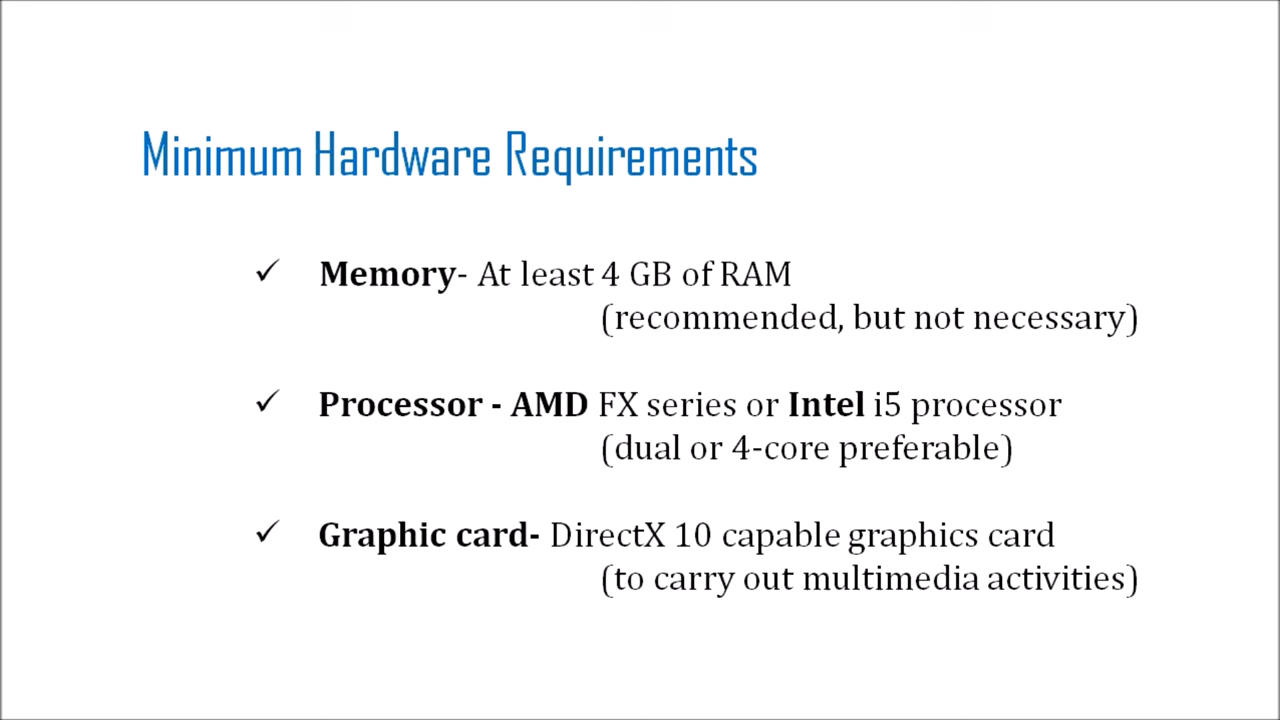 Minimum Hardware Requirements
✓ Memory- At least 4 GB of RAM
(recommended, but not necessary)
✓ Processor - AMD FX series or Intel i5 processor
(dual or 4-core preferable)
✓ Graphic card- DirectX 10 capable graphics card
(to carry out multimedia activities)